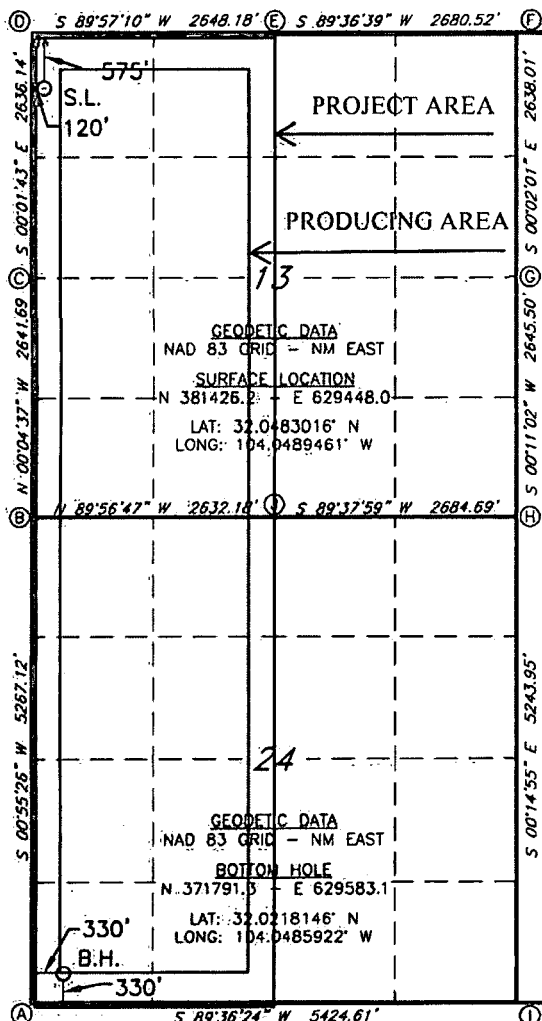 D S 89°57'10" W 2648.18' E S 89°36'39" W 2680.52' F
S 00°01'43" E 2636.14'
575'
S.L.
120'
PROJECT AREA
S 00°02'01" E 2638.01'
PRODUCING AREA
C
13
G
N 00°04'37" W 2641.69
GEODETIC DATA
NAD 83 GRID - NM EAST
SURFACE LOCATION
N 381426.2 - E 629448.0
LAT: 32.0483016° N
LONG: 104.0489461° W
S 00°11'02" W 2645.50'
B N 89°56'47" W 2632.18' J S 89°37'59" W 2684.69' H
S 00°55'26" W 5267.12'
24
S 00°14'55" E 5243.95'
GEODETIC DATA
NAD 83 GRID - NM EAST
BOTTOM HOLE
N 371791.3 - E 629583.1
LAT: 32.0218146° N
LONG: 104.0485922° W
330'
B.H.
330'
A S 89°36'24" W 5424.61' I